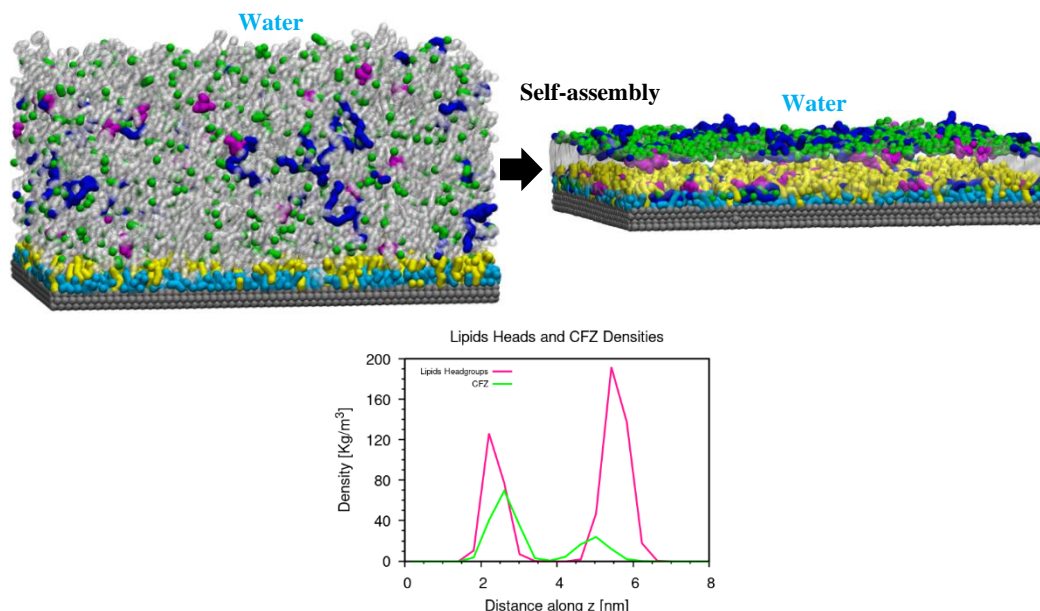 Water
Self-assembly
Water
Lipids Heads and CFZ Densities
Lipids Headgroups
CFZ
Density [Kg/m³]
200
160
120
80
40
0
0 2 4 6 8
Distance along z [nm]